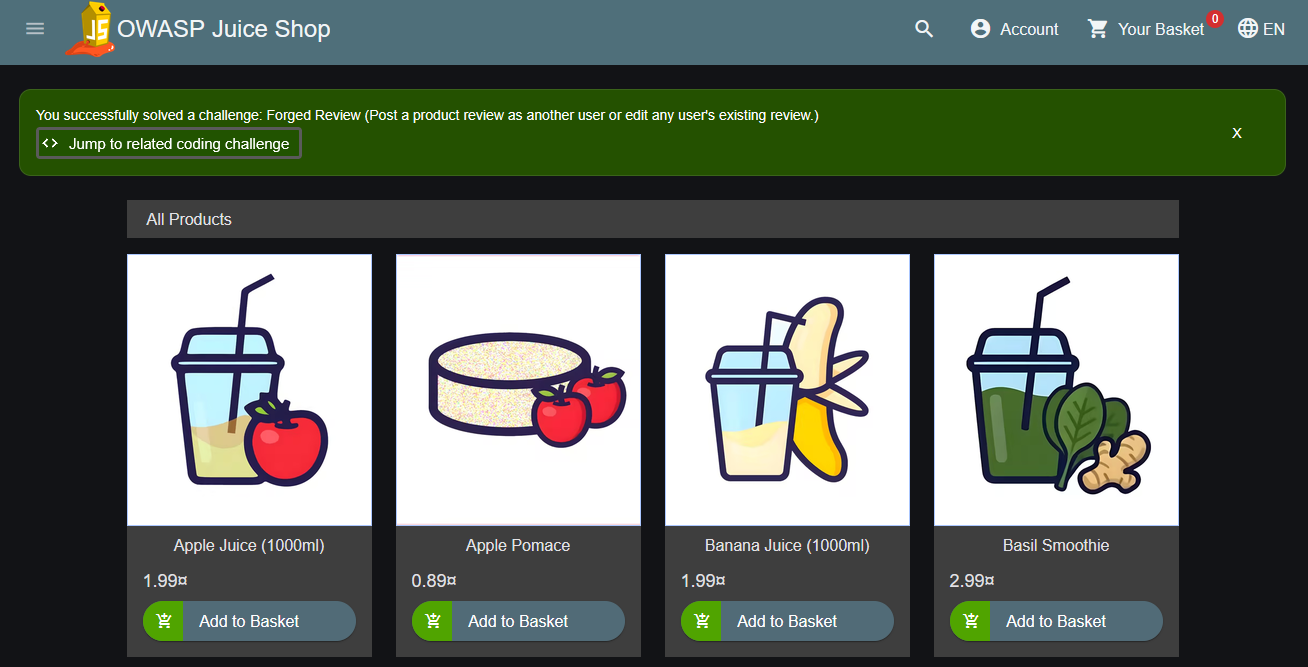 JS OWASP Juice Shop Account Your Basket 0 EN
You successfully solved a challenge: Forged Review (Post a product review as another user or edit any user's existing review.)
<> Jump to related coding challenge
X
All Products
Apple Juice (1000ml) Apple Pomace Banana Juice (1000ml) Basil Smoothie
1.99¤ 0.89¤ 1.99¤ 2.99¤
Add to Basket Add to Basket Add to Basket Add to Basket